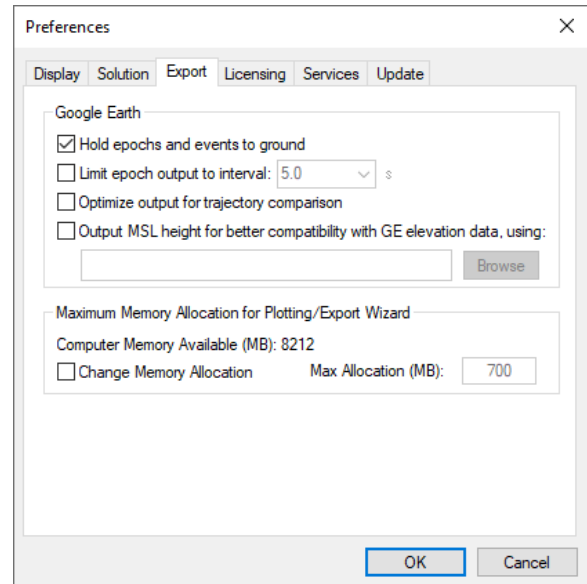 Preferences
Display Solution Export Licensing Services Update
Google Earth
Hold epochs and events to ground
Limit epoch output to interval: 5.0 s
Optimize output for trajectory comparison
Output MSL height for better compatibility with GE elevation data, using:
Browse
Maximum Memory Allocation for Plotting/Export Wizard
Computer Memory Available (MB): 8212
Change Memory Allocation Max Allocation (MB): 700
OK Cancel